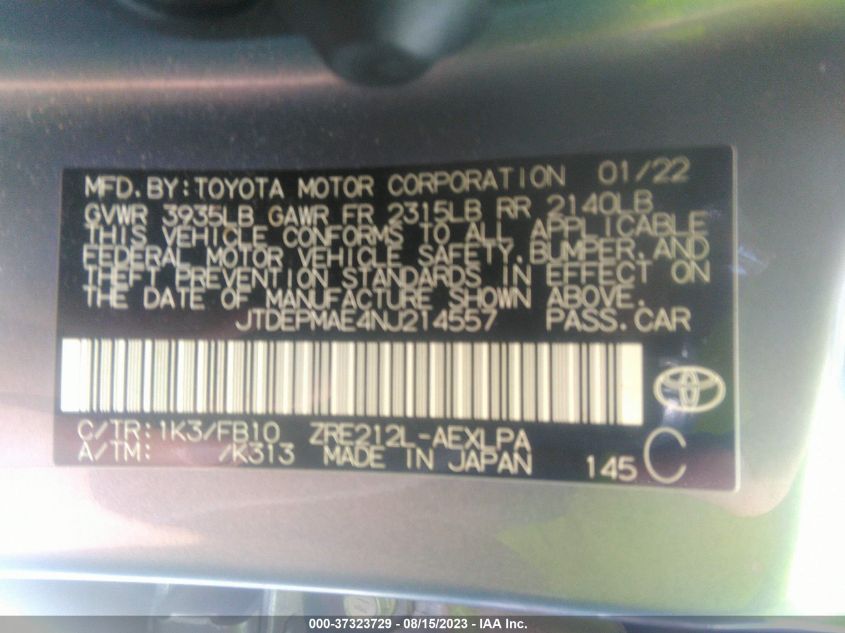 MFD.BY:TOYOTA MOTOR CORPORATION 01/22
GVWR 3935LB GAWR FR 2315LB RR 2140LB
THIS VEHICLE CONFORMS TO ALL APPLICABLE
FEDERAL MOTOR VEHICLE SAFETY,BUMPER,AND
THEFT PREVENTION STANDARDS IN EFFECT ON
THE DATE OF MANUFACTURE SHOWN ABOVE.
JTDEPMAE4NJ214557 PASS.CAR
C/TR:1K3/FB10 ZRE212L-AEXLPA
A/TM: /K313 MADE IN JAPAN 145 C
000-37323729 - 08/15/2023 - IAA Inc.